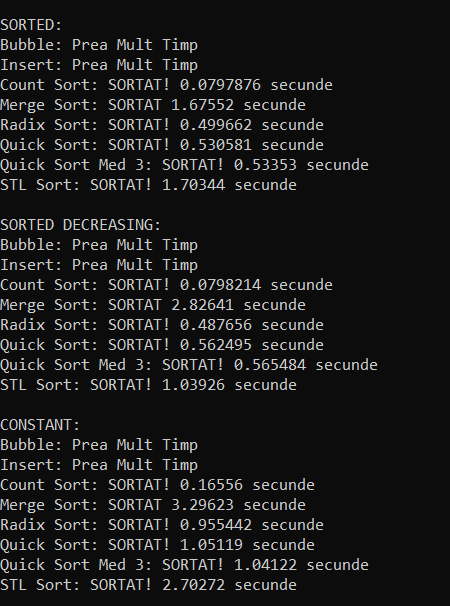 SORTED:
Bubble: Prea Mult Timp
Insert: Prea Mult Timp
Count Sort: SORTAT! 0.0797876 secunde
Merge Sort: SORTAT 1.67552 secunde
Radix Sort: SORTAT! 0.499662 secunde
Quick Sort: SORTAT! 0.530581 secunde
Quick Sort Med 3: SORTAT! 0.53353 secunde
STL Sort: SORTAT! 1.70344 secunde

SORTED DECREASING:
Bubble: Prea Mult Timp
Insert: Prea Mult Timp
Count Sort: SORTAT! 0.0798214 secunde
Merge Sort: SORTAT 2.82641 secunde
Radix Sort: SORTAT! 0.487656 secunde
Quick Sort: SORTAT! 0.562495 secunde
Quick Sort Med 3: SORTAT! 0.565484 secunde
STL Sort: SORTAT! 1.03926 secunde

CONSTANT:
Bubble: Prea Mult Timp
Insert: Prea Mult Timp
Count Sort: SORTAT! 0.16556 secunde
Merge Sort: SORTAT 3.29623 secunde
Radix Sort: SORTAT! 0.955442 secunde
Quick Sort: SORTAT! 1.05119 secunde
Quick Sort Med 3: SORTAT! 1.04122 secunde
STL Sort: SORTAT! 2.70272 secunde